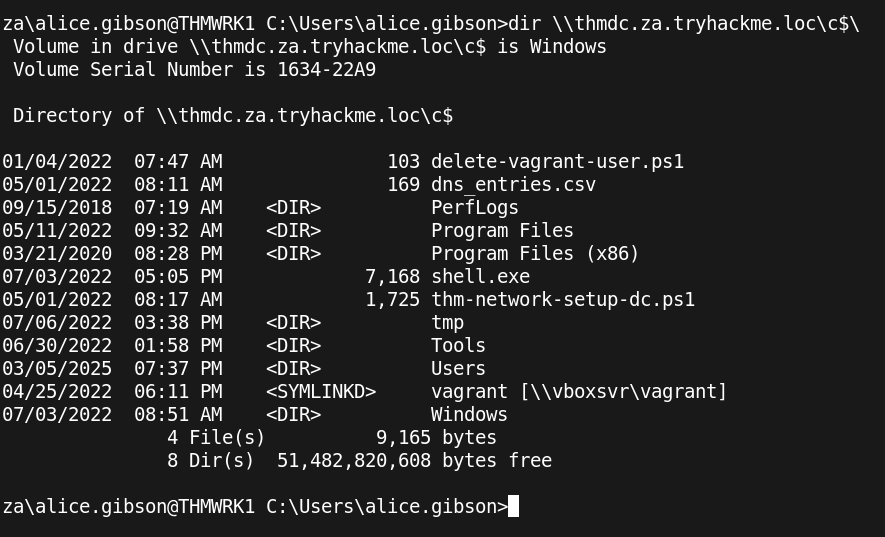 za\alice.gibson@THMWRK1 C:\Users\alice.gibson>dir \\thmdc.za.tryhackme.loc\c$\
 Volume in drive \\thmdc.za.tryhackme.loc\c$ is Windows
 Volume Serial Number is 1634-22A9

 Directory of \\thmdc.za.tryhackme.loc\c$

01/04/2022  07:47 AM               103 delete-vagrant-user.ps1
05/01/2022  08:11 AM               169 dns_entries.csv
09/15/2018  07:19 AM    <DIR>          PerfLogs
05/11/2022  09:32 AM    <DIR>          Program Files
03/21/2020  08:28 PM    <DIR>          Program Files (x86)
07/03/2022  05:05 PM             7,168 shell.exe
05/01/2022  08:17 AM             1,725 thm-network-setup-dc.ps1
07/06/2022  03:38 PM    <DIR>          tmp
06/30/2022  01:58 PM    <DIR>          Tools
03/05/2025  07:37 PM    <DIR>          Users
04/25/2022  06:11 PM    <SYMLINKD>     vagrant [\\vboxsvr\vagrant]
07/03/2022  08:51 AM    <DIR>          Windows
               4 File(s)          9,165 bytes
               8 Dir(s)  51,482,820,608 bytes free

za\alice.gibson@THMWRK1 C:\Users\alice.gibson>